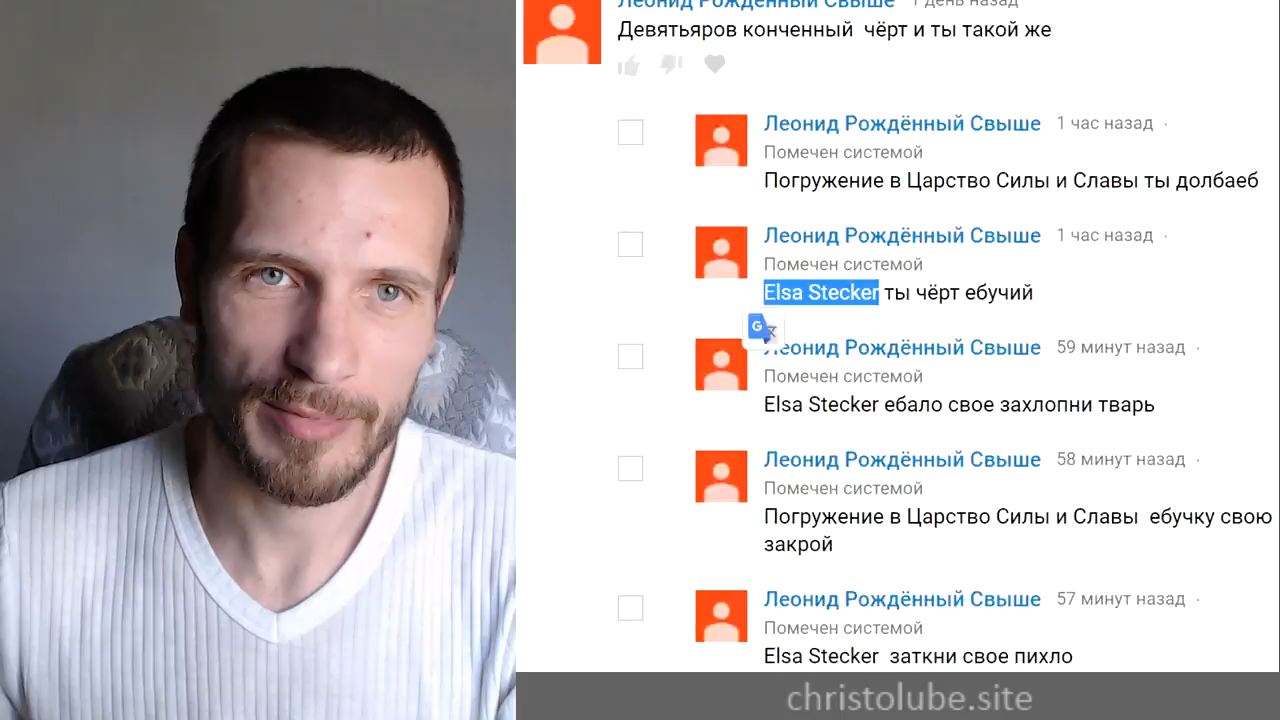 Леонид Рождённый Свыше 1 день назад
Девятьяров конченный чёрт и ты такой же
Леонид Рождённый Свыше 1 час назад ·
Помечен системой
Погружение в Царство Силы и Славы ты долбаеб
Леонид Рождённый Свыше 1 час назад ·
Помечен системой
Elsa Stecker ты чёрт ебучий
G
Леонид Рождённый Свыше 59 минут назад ·
Помечен системой
Elsa Stecker ебало свое захлопни тварь
Леонид Рождённый Свыше 58 минут назад ·
Помечен системой
Погружение в Царство Силы и Славы ебучку свою
закрой
Леонид Рождённый Свыше 57 минут назад ·
Помечен системой
Elsa Stecker заткни свое пихло
christolube.site